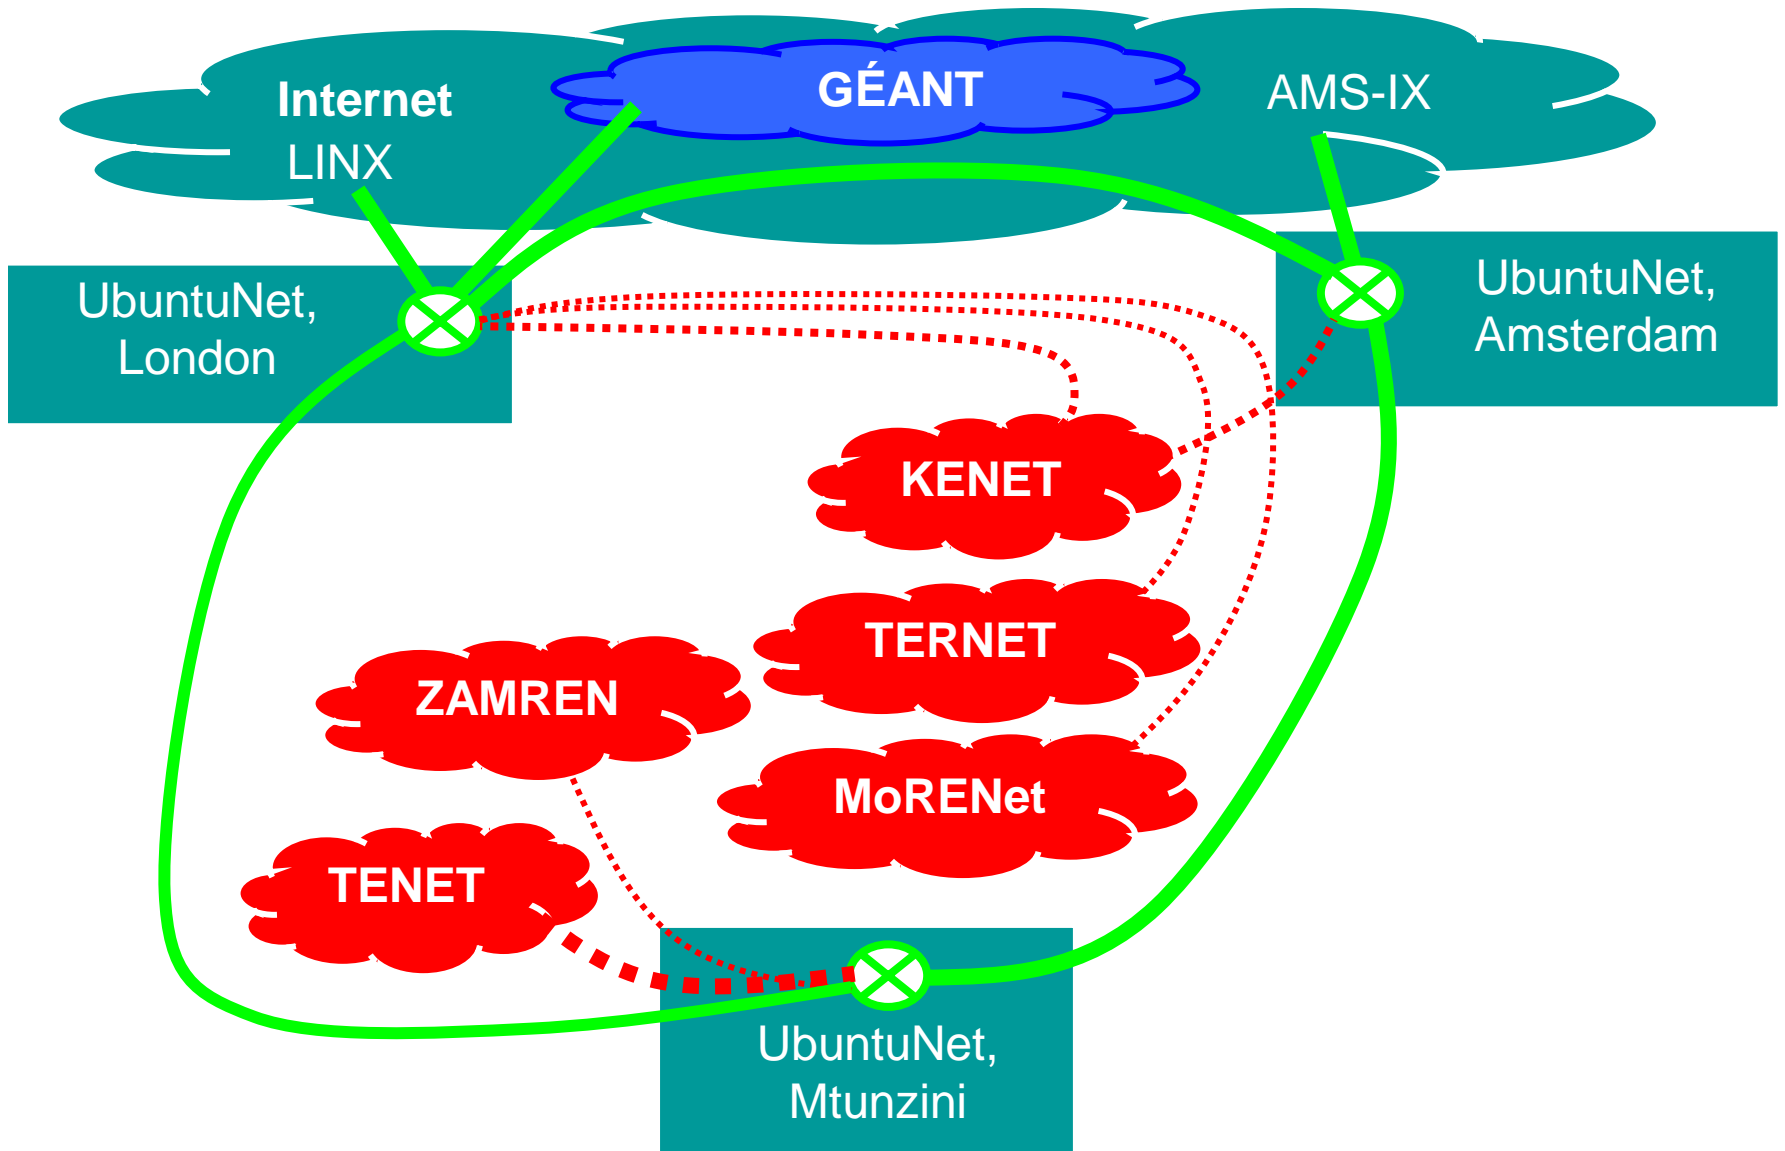 GÉANT
Internet
LINX
AMS-IX
UbuntuNet,
London
UbuntuNet,
Amsterdam
KENET
TERNET
ZAMREN
MoRENet
TENET
UbuntuNet,
Mtunzini